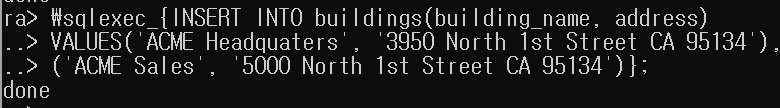 ra> ₩sqlexec_{INSERT INTO buildings(building_name, address)
..> VALUES('ACME Headquaters', '3950 North 1st Street CA 95134'),
..> ('ACME Sales', '5000 North 1st Street CA 95134')};
done